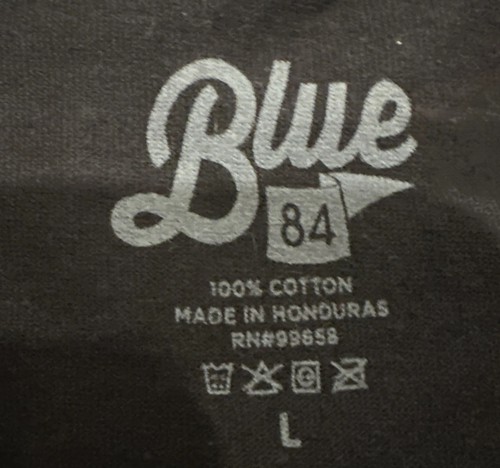 Blue
84
100% COTTON
MADE IN HONDURAS
RN#99658
L